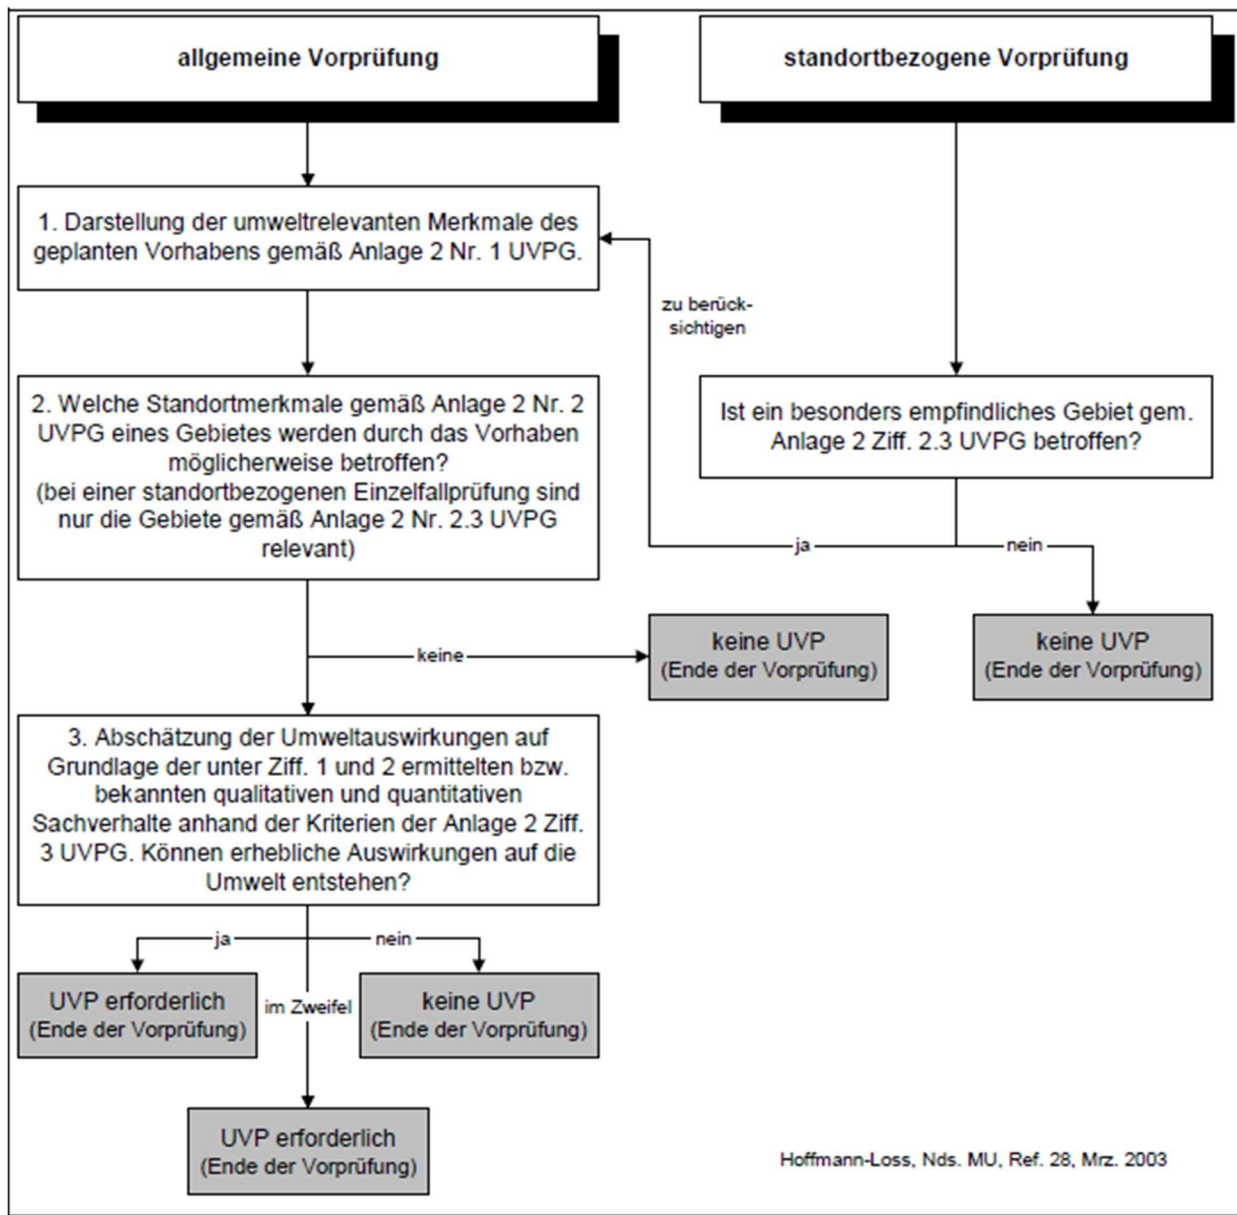 allgemeine Vorprüfung
standortbezogene Vorprüfung
1. Darstellung der umweltrelevanten Merkmale des
geplanten Vorhabens gemäß Anlage 2 Nr. 1 UVPG.
zu berück-
sichtigen
2. Welche Standortmerkmale gemäß Anlage 2 Nr. 2
UVPG eines Gebietes werden durch das Vorhaben
möglicherweise betroffen?
(bei einer standortbezogenen Einzelfallprüfung sind
nur die Gebiete gemäß Anlage 2 Nr. 2.3 UVPG
relevant)
Ist ein besonders empfindliches Gebiet gem.
Anlage 2 Ziff. 2.3 UVPG betroffen?
ja
nein
keine
keine UVP
(Ende der Vorprüfung)
keine UVP
(Ende der Vorprüfung)
3. Abschätzung der Umweltauswirkungen auf
Grundlage der unter Ziff. 1 und 2 ermittelten bzw.
bekannten qualitativen und quantitativen
Sachverhalte anhand der Kriterien der Anlage 2 Ziff.
3 UVPG. Können erhebliche Auswirkungen auf die
Umwelt entstehen?
ja
nein
UVP erforderlich
(Ende der Vorprüfung)
im Zweifel
keine UVP
(Ende der Vorprüfung)
UVP erforderlich
(Ende der Vorprüfung)
Hoffmann-Loss, Nds. MU, Ref. 28, Mrz. 2003